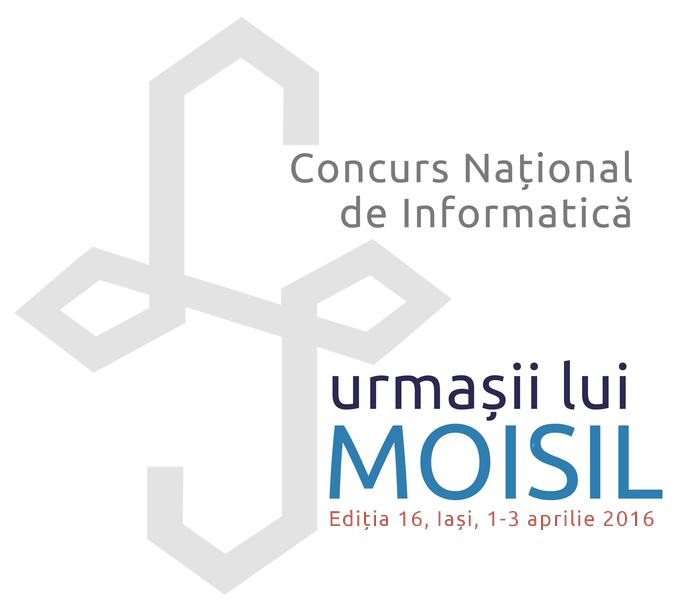 Concurs Național
de Informatică
urmașii lui
MOISIL
Ediția 16, Iași, 1-3 aprilie 2016